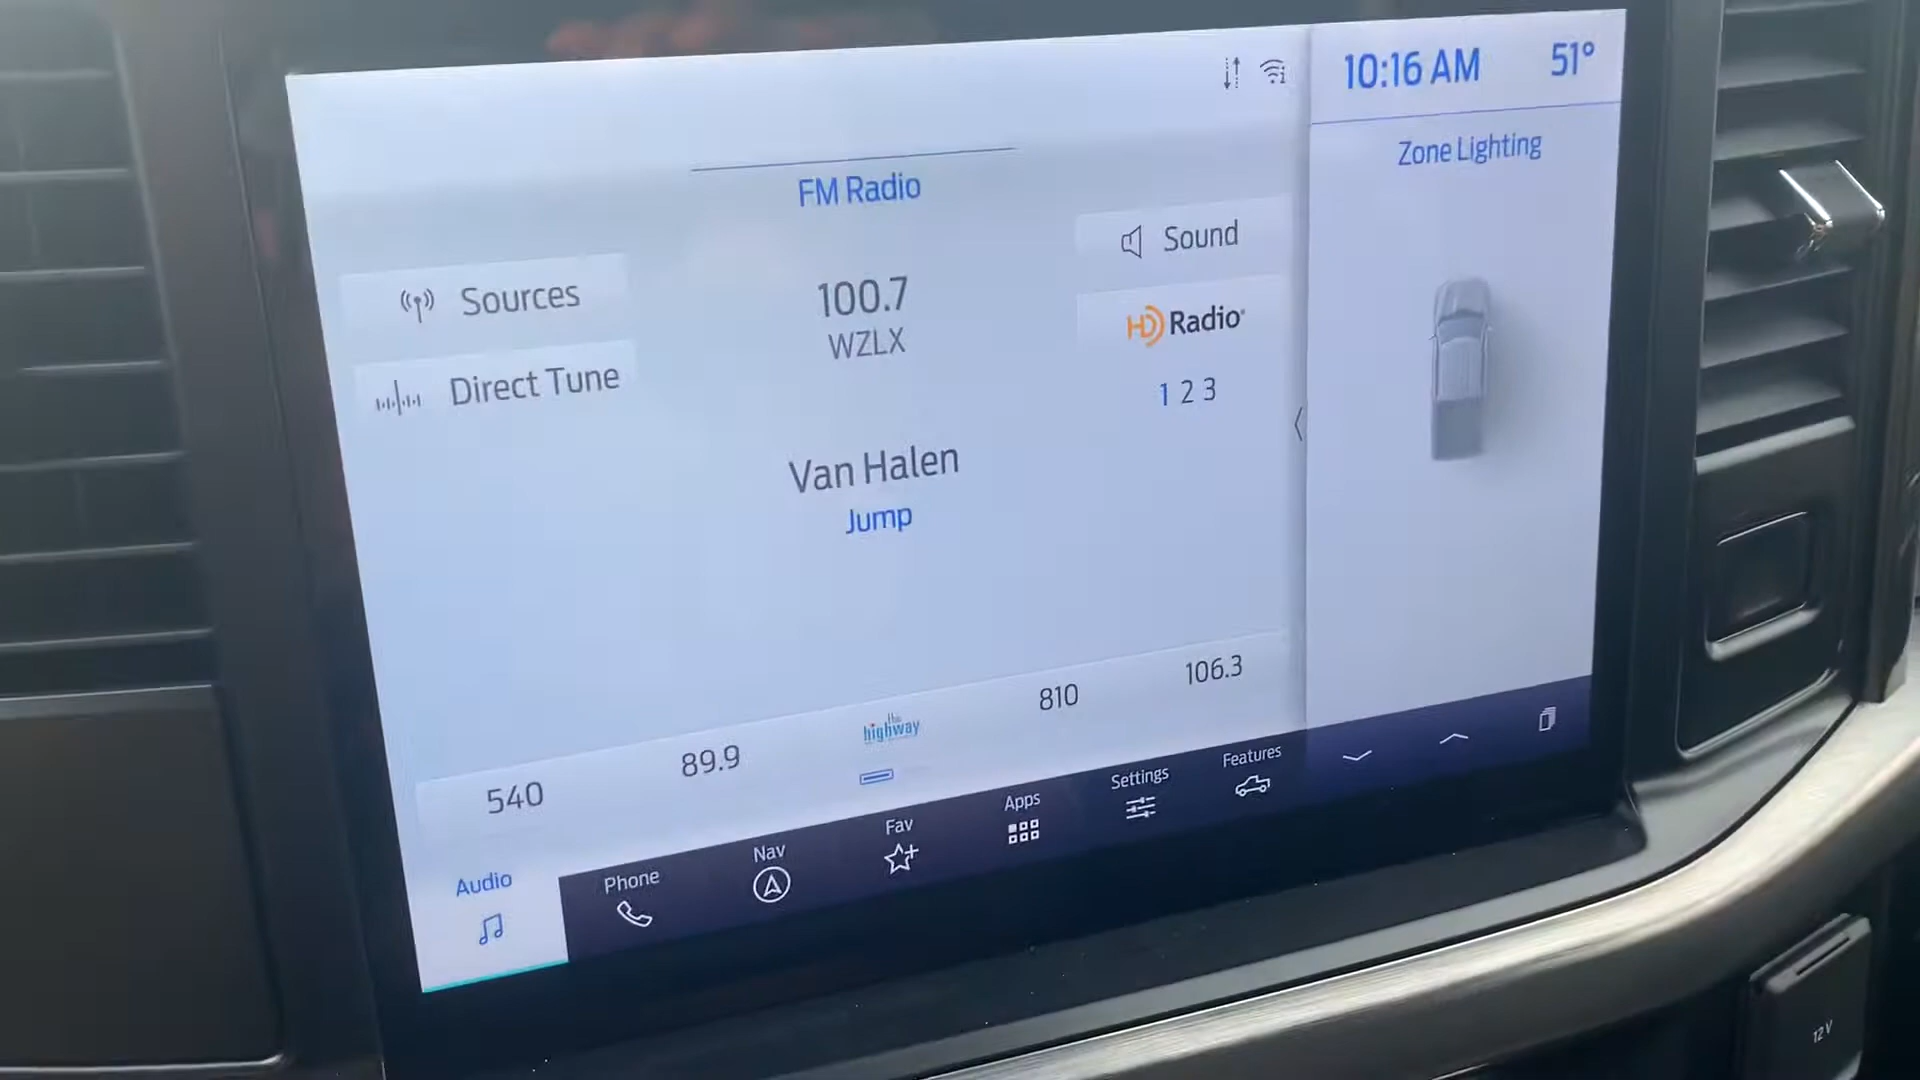 10:16 AM 51°
Zone Lighting
FM Radio
Sound
Sources
100.7
HD Radio
WZLX
Direct Tune
1 2 3
Van Halen
Jump
540
89.9
the highway
810
106.3
Audio
Phone
Nav
Fav
Apps
Settings
Features
12V